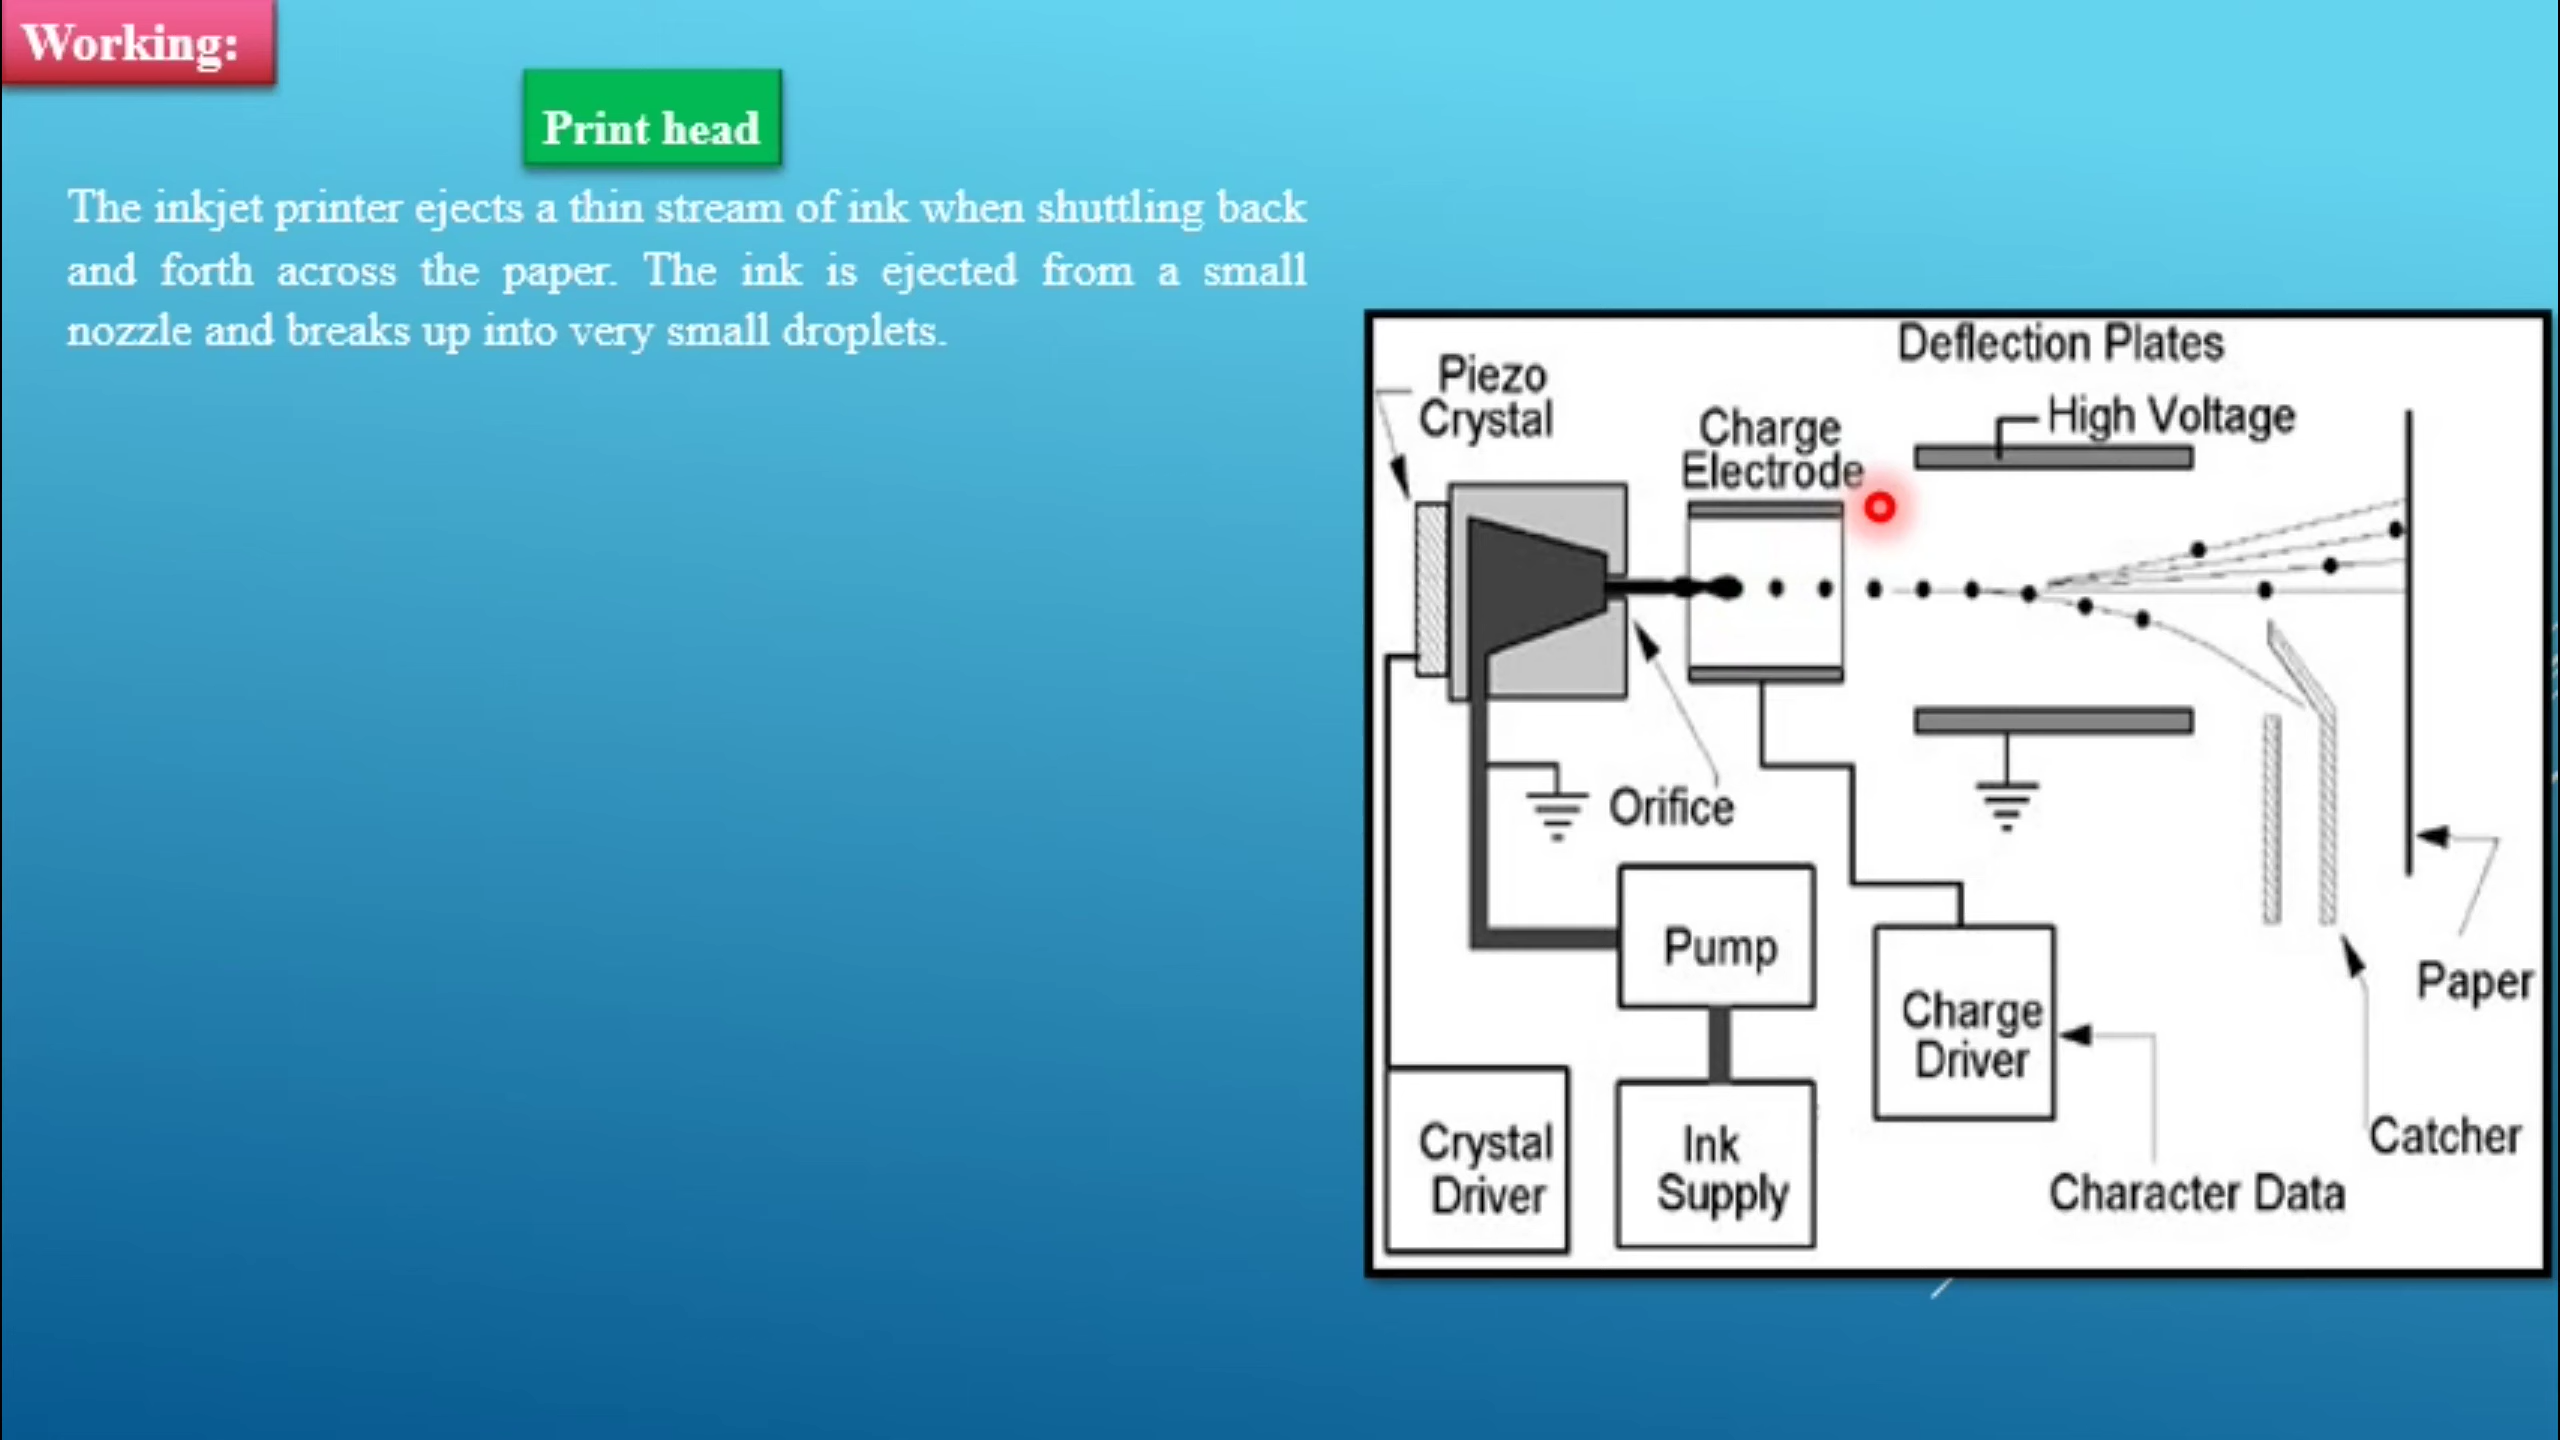 Working:
Print head
The inkjet printer ejects a thin stream of ink when shuttling back
and forth across the paper. The ink is ejected from a small
nozzle and breaks up into very small droplets.
Deflection Plates
Piezo
Crystal
High Voltage
Charge
Electrode
Orifice
Pump
Paper
Charge
Driver
Crystal
Driver
Ink
Supply
Catcher
Character Data